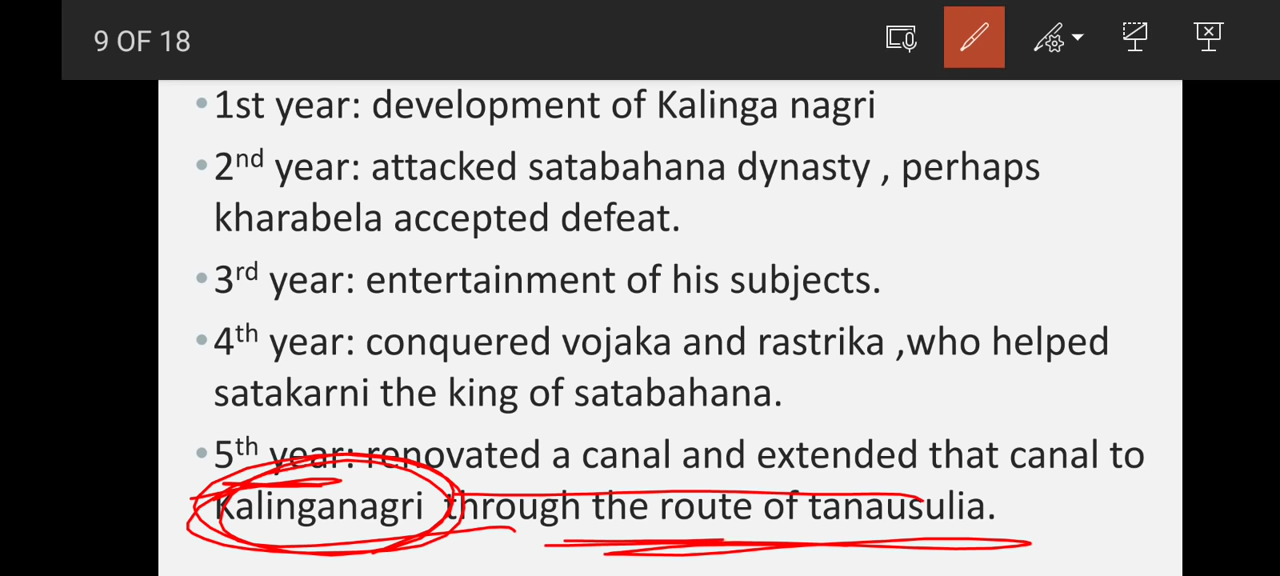 9 OF 18
•1st year: development of Kalinga nagri
•2nd year: attacked satabahana dynasty , perhaps
kharabela accepted defeat.
•3rd year: entertainment of his subjects.
•4th year: conquered vojaka and rastrika ,who helped
satakarni the king of satabahana.
•5th year: renovated a canal and extended that canal to
Kalinganagri through the route of tanausulia.